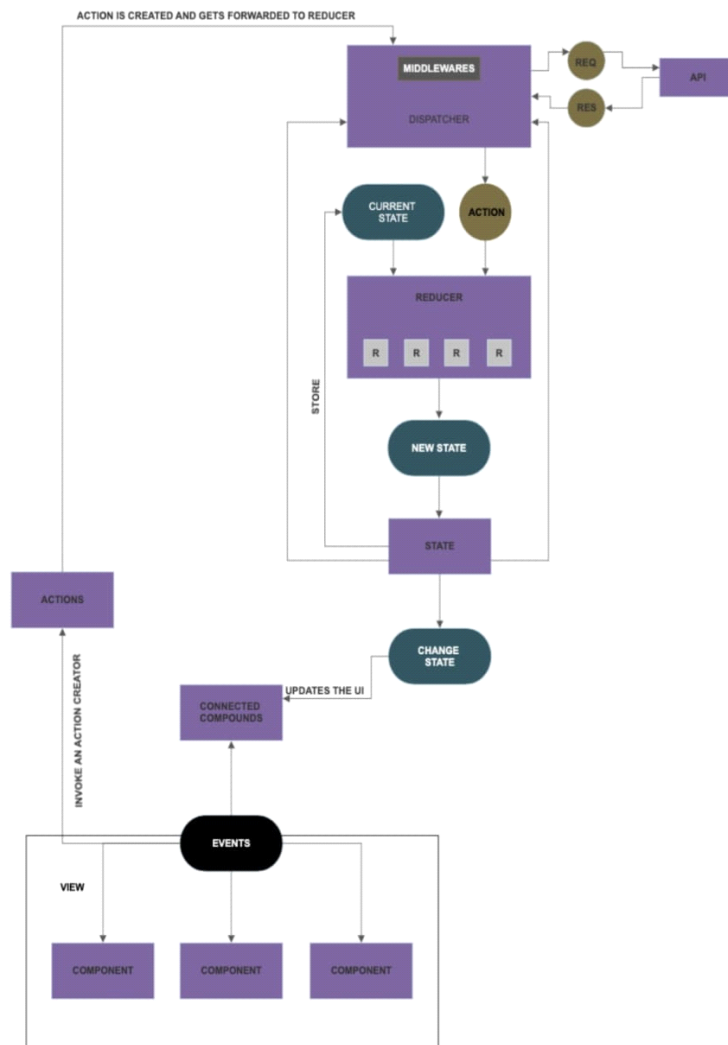 ACTION IS CREATED AND GETS FORWARDED TO REDUCER
MIDDLEWARES
REQ
API
RES
DISPATCHER
CURRENT
STATE
ACTION
REDUCER
R R R R
STORE
NEW STATE
STATE
ACTIONS
CHANGE
STATE
UPDATES THE UI
CONNECTED
COMPOUNDS
INVOKE AN ACTION CREATOR
EVENTS
VIEW
COMPONENT COMPONENT COMPONENT